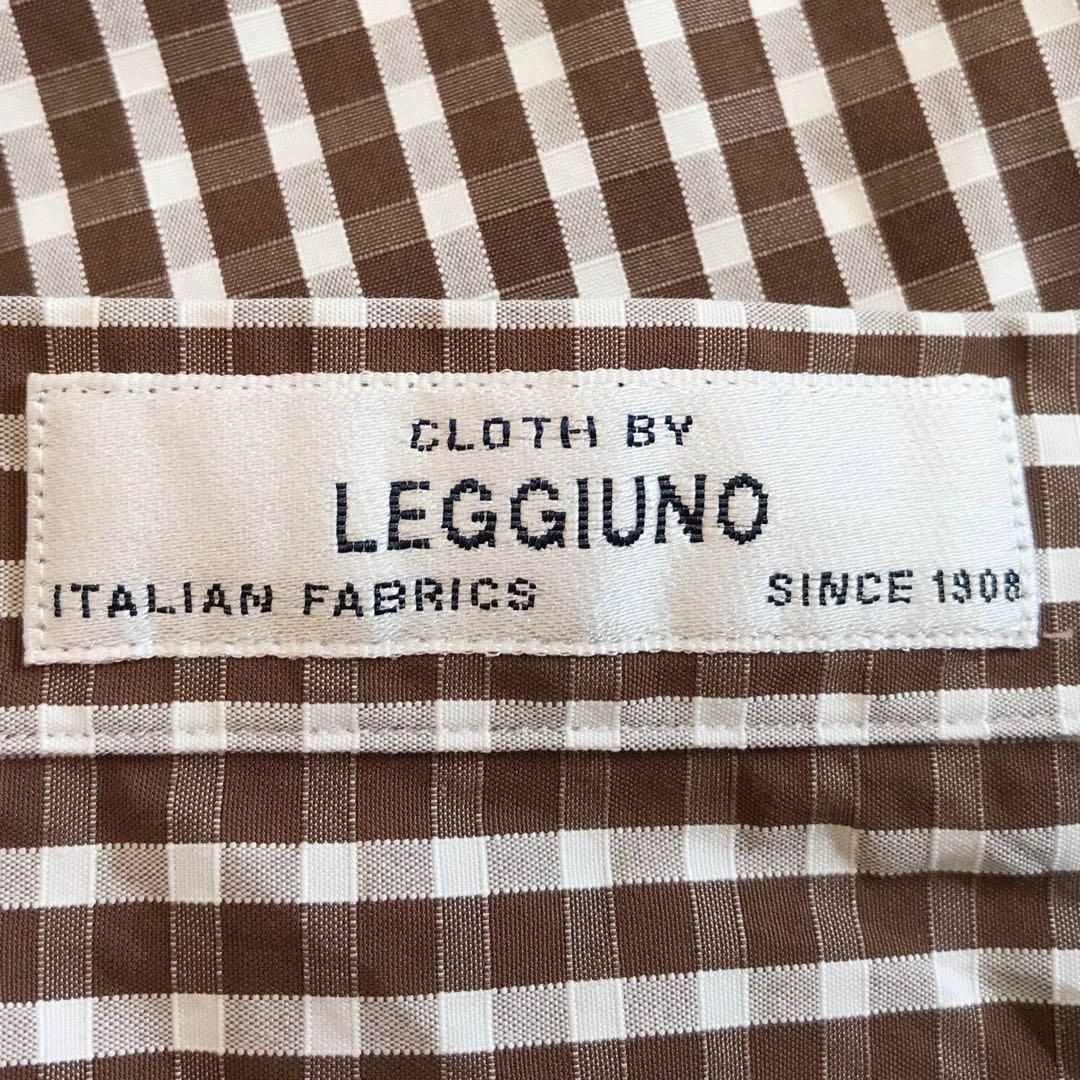 CLOTH BY
LEGGIUNO
ITALIAN FABRICS SINCE 1908